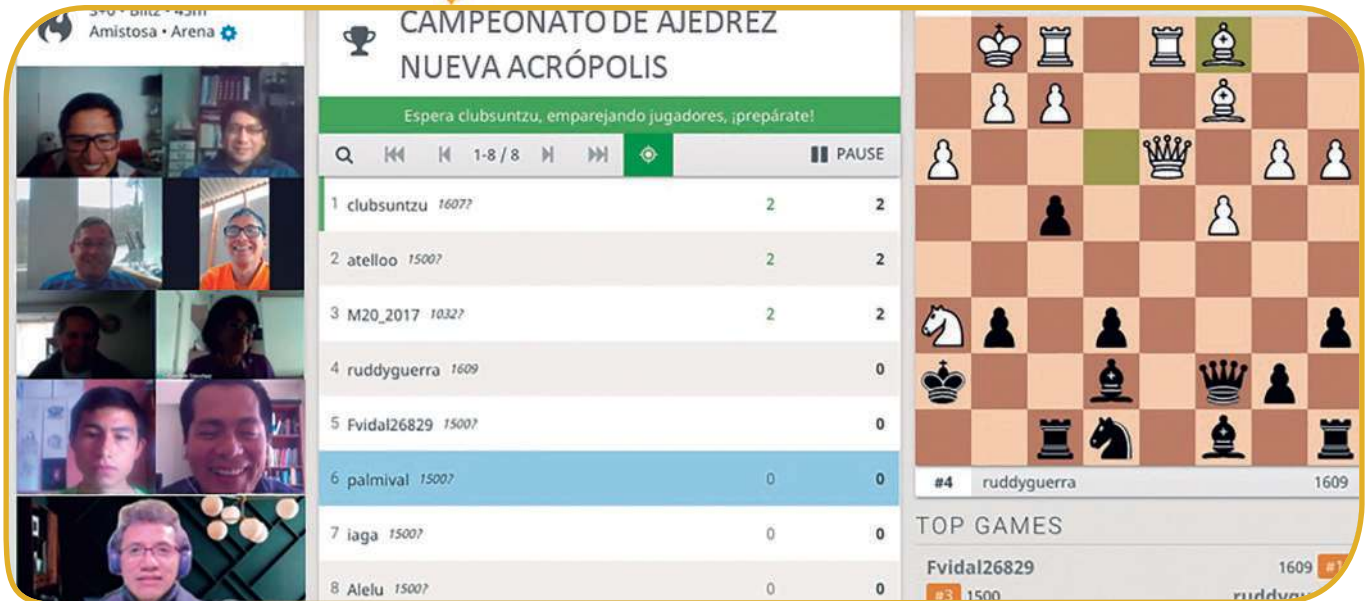 3+0 • Blitz • 45m
Amistosa • Arena
CAMPEONATO DE AJEDREZ
NUEVA ACRÓPOLIS
Espera clubsuntzu, emparejando jugadores, ¡prepárate!
1-8 / 8 PAUSE
1 clubsuntzu 1607? 2 2
2 atelloo 1500? 2 2
3 M20_2017 1032? 2 2
4 ruddyguerra 1609 0
5 Fvidal26829 1500? 0
6 palmival 1500? 0 0
7 iaga 1500? 0 0
8 Alelu 1500? 0 0
#4 ruddyguerra 1609
TOP GAMES
Fvidal26829 1609
#3 1500